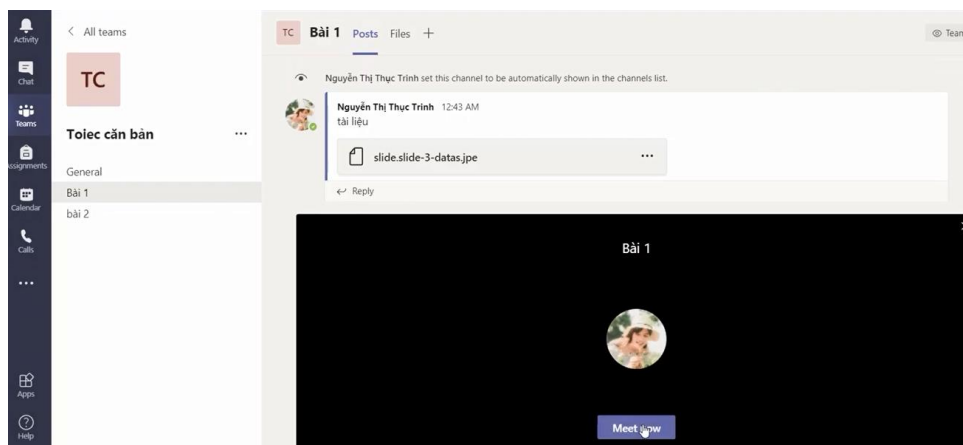 Activity
Chat
Teams
Assignments
Calendar
Calls
Apps
Help
All teams
TC
Toiec căn bản
General
Bài 1
bài 2
TC Bài 1 Posts Files
Nguyễn Thị Thục Trinh set this channel to be automatically shown in the channels list.
Nguyễn Thị Thục Trinh 12:43 AM
tài liệu
slide.slide-3-datas.jpe
Reply
Bài 1
Meet now